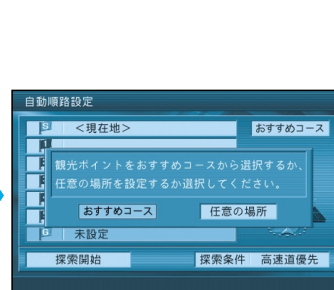 自動順路設定
S <現在地> おすすめコース
1
観光ポイントをおすすめコースから選択するか、
任意の場所を設定するか選択してください。
おすすめコース 任意の場所
G 未設定
探索開始 探索条件 高速道優先